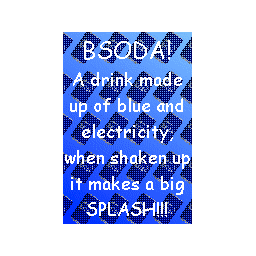 BSODA!
A drink made
up of blue and
electricity,
when shaken up
it makes a big
SPLASH!!!